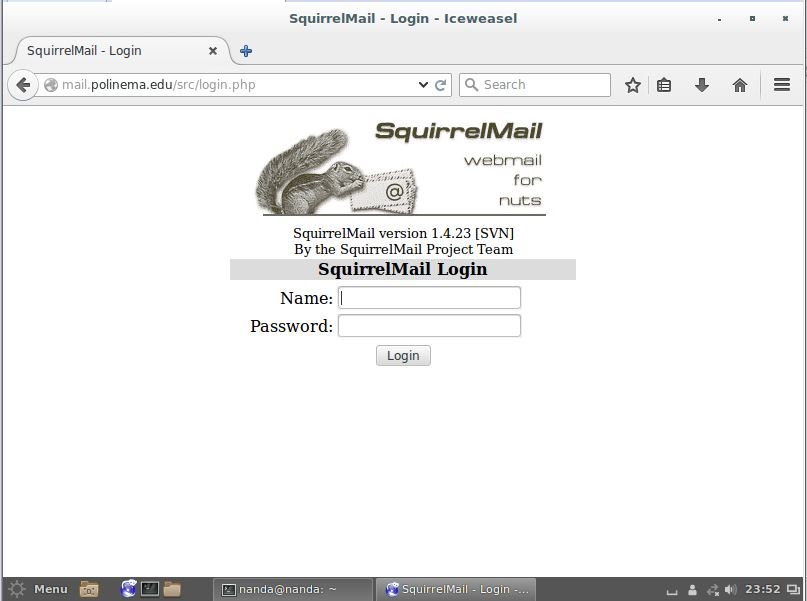 SquirrelMail - Login - Iceweasel
SquirrelMail - Login
mail.polinema.edu/src/login.php
Search
SquirrelMail
webmail
for
nuts
@
SquirrelMail version 1.4.23 [SVN]
By the SquirrelMail Project Team
SquirrelMail Login
Name:
Password:
Login
Menu
nanda@nanda: ~
SquirrelMail - Login -...
23:52